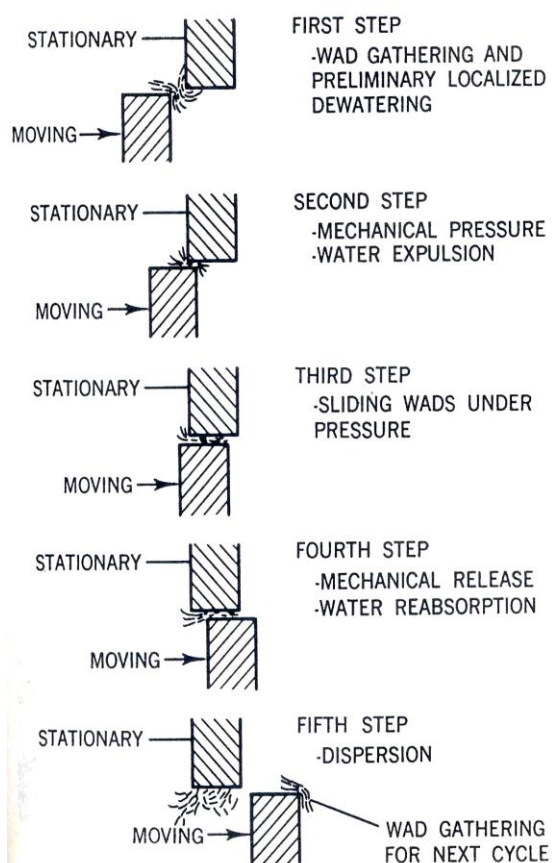 STATIONARY
FIRST STEP
-WAD GATHERING AND
PRELIMINARY LOCALIZED
DEWATERING
MOVING
STATIONARY
SECOND STEP
-MECHANICAL PRESSURE
-WATER EXPULSION
MOVING
STATIONARY
THIRD STEP
-SLIDING WADS UNDER
PRESSURE
MOVING
STATIONARY
FOURTH STEP
-MECHANICAL RELEASE
-WATER REABSORPTION
MOVING
STATIONARY
FIFTH STEP
-DISPERSION
MOVING
WAD GATHERING
FOR NEXT CYCLE